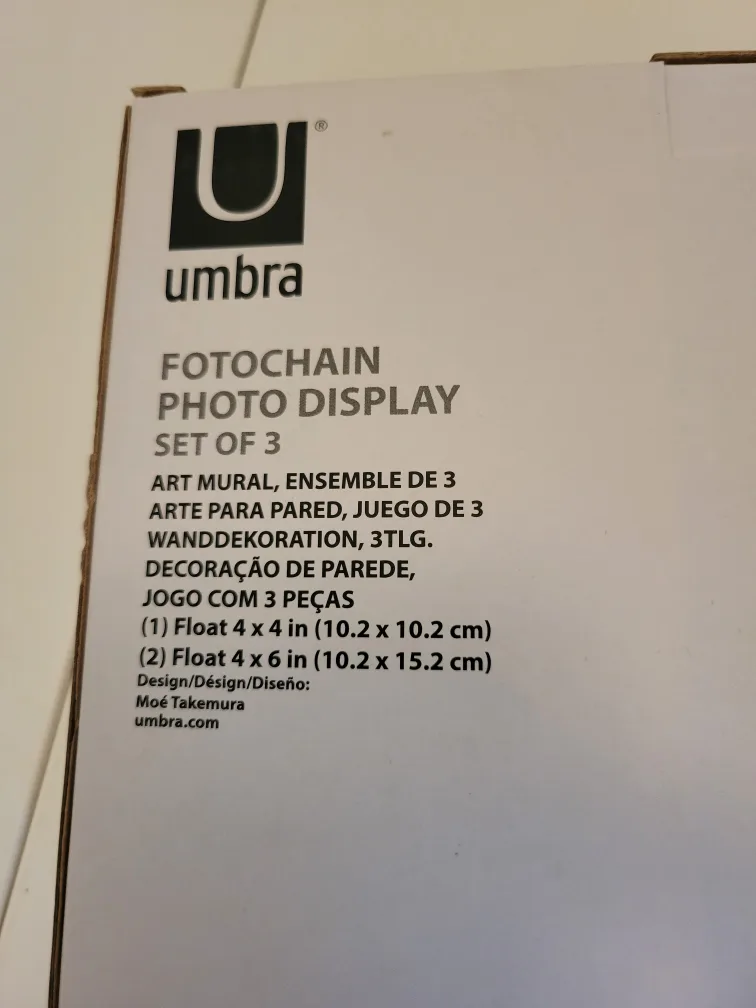 U®
umbra
FOTOCHAIN
PHOTO DISPLAY
SET OF 3
ART MURAL, ENSEMBLE DE 3
ARTE PARA PARED, JUEGO DE 3
WANDDEKORATION, 3TLG.
DECORAÇÃO DE PAREDE,
JOGO COM 3 PEÇAS
(1) Float 4 x 4 in (10.2 x 10.2 cm)
(2) Float 4 x 6 in (10.2 x 15.2 cm)
Design/Désign/Diseño:
Moé Takemura
umbra.com